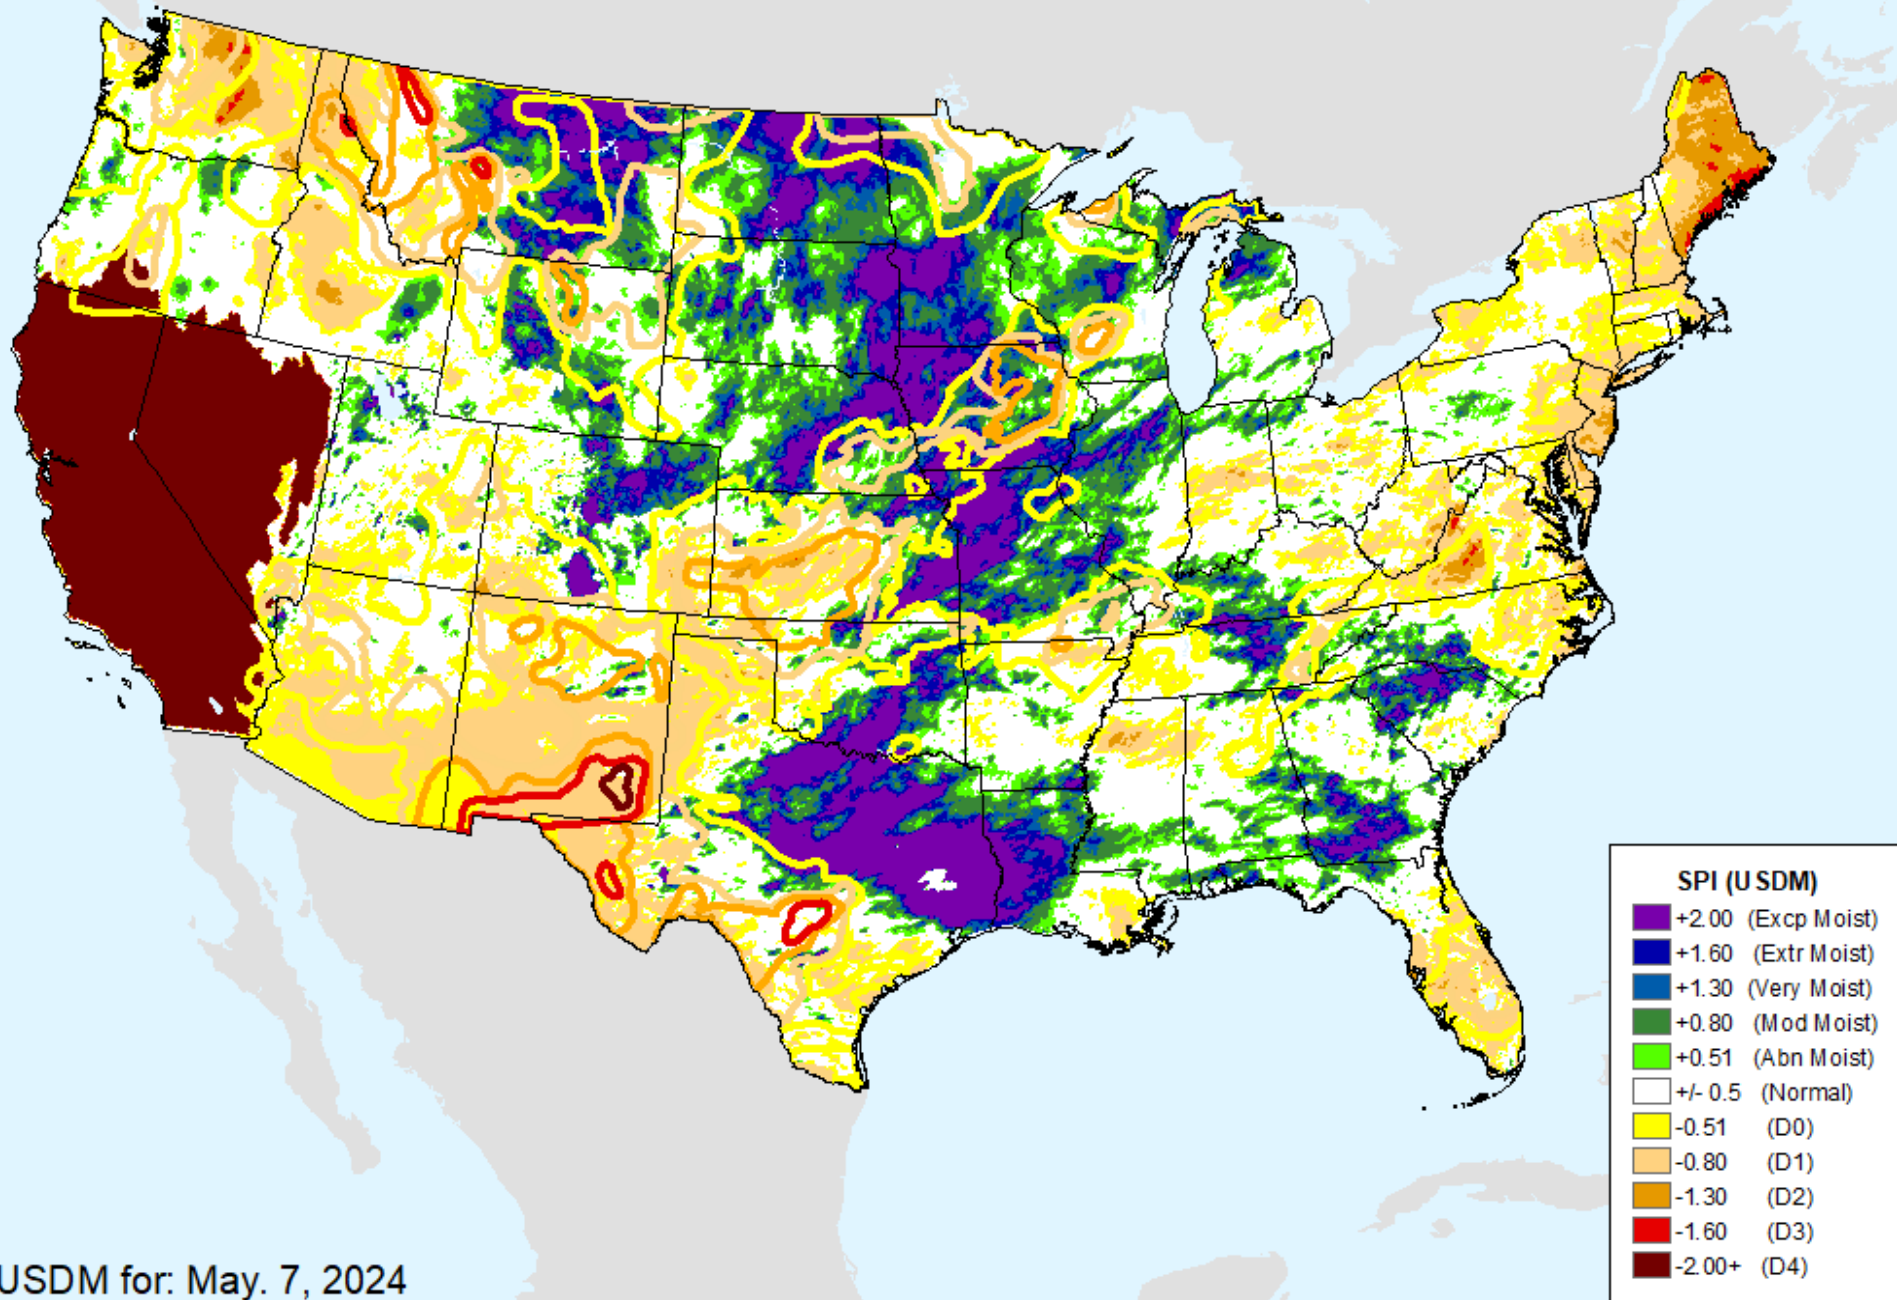 SPI (USDM)
+2.00 (Excp Moist)
+1.60 (Extr Moist)
+1.30 (Very Moist)
+0.80 (Mod Moist)
+0.51 (Abn Moist)
+/- 0.5 (Normal)
-0.51 (D0)
-0.80 (D1)
-1.30 (D2)
-1.60 (D3)
-2.00+ (D4)
USDM for: May. 7, 2024